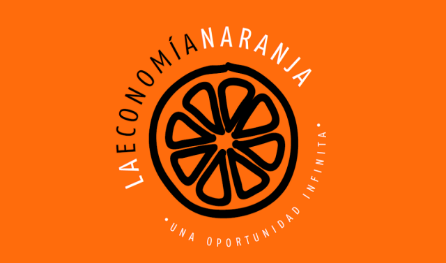 LAECONOMÍANARANJA
•UNA OPORTUNIDAD INFINITA•